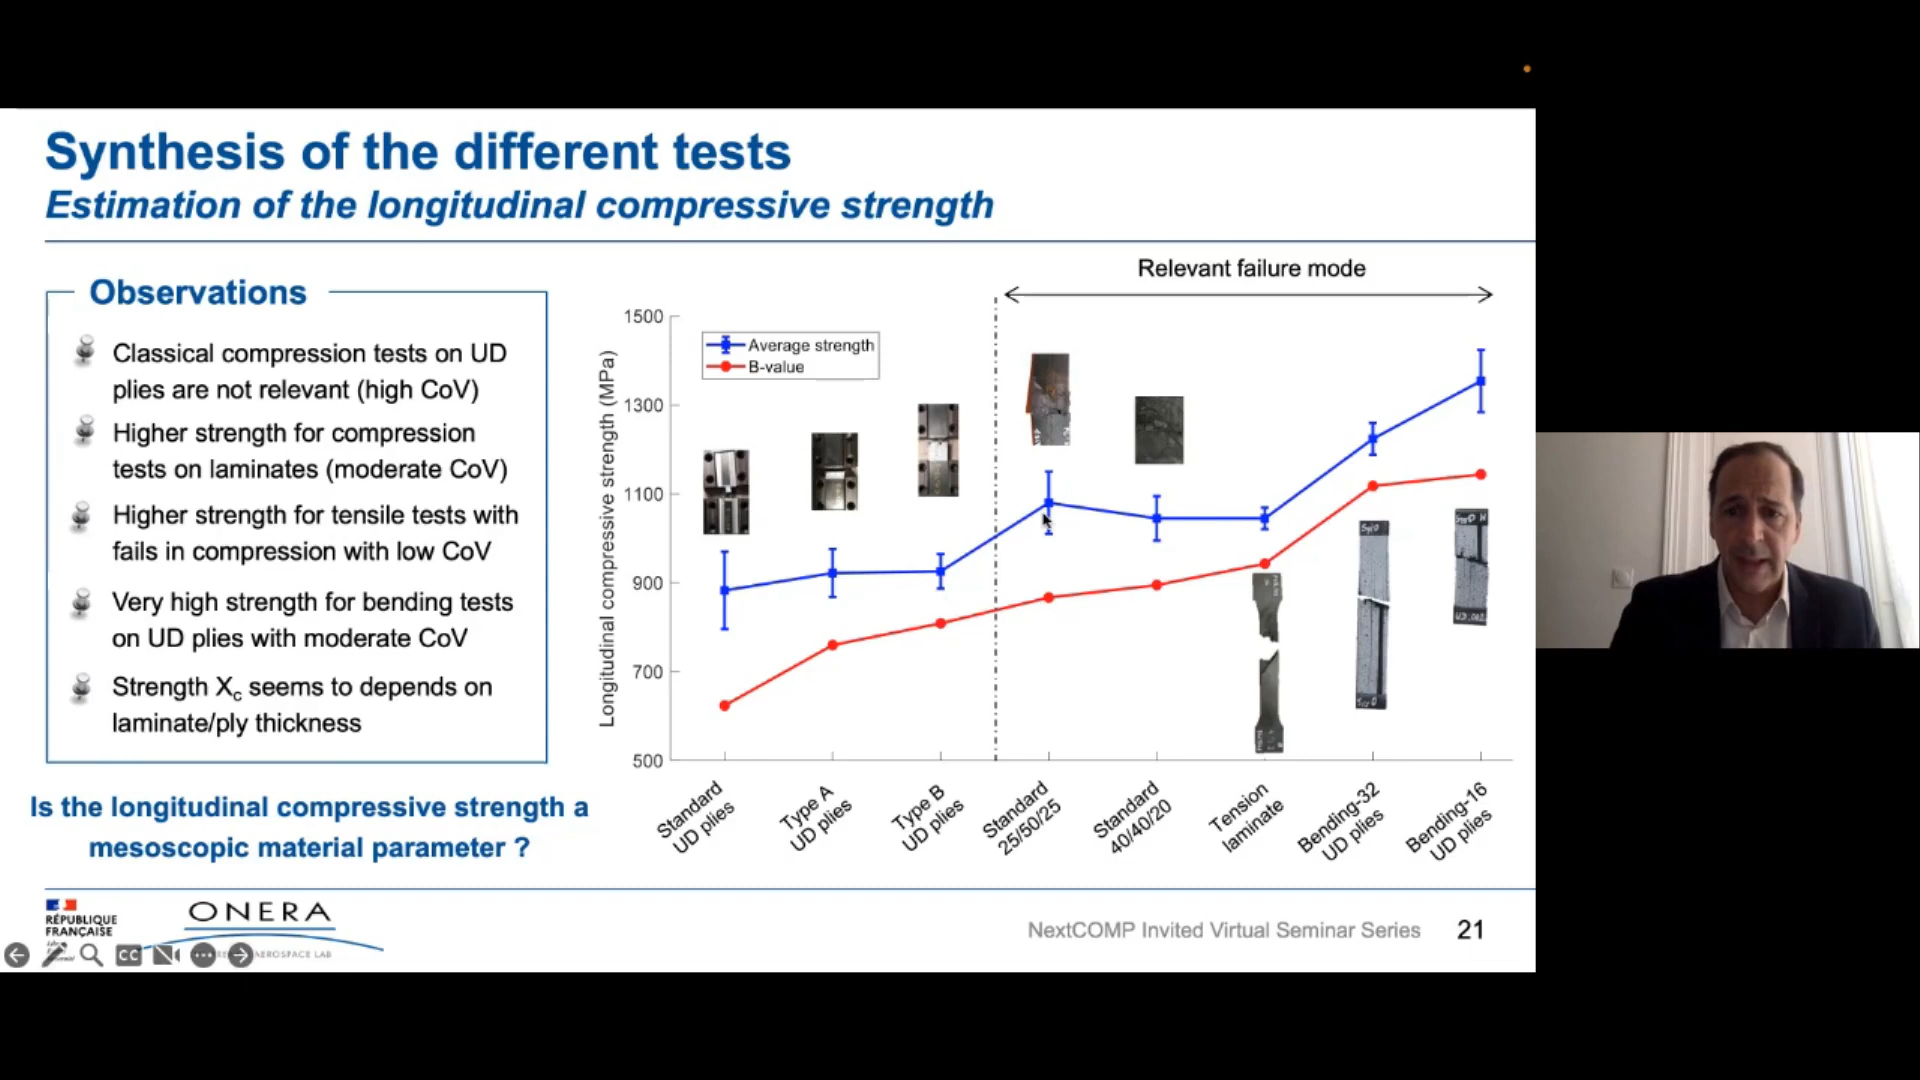 Synthesis of the different tests
Estimation of the longitudinal compressive strength
Observations
Classical compression tests on UD
plies are not relevant (high CoV)
Higher strength for compression
tests on laminates (moderate CoV)
Higher strength for tensile tests with
fails in compression with low CoV
Very high strength for bending tests
on UD plies with moderate CoV
Strength Xc seems to depends on
laminate/ply thickness
Is the longitudinal compressive strength a
mesoscopic material parameter ?
Relevant failure mode
Average strength
B-value
Longitudinal compressive strength (MPa)
1500
1300
1100
900
700
500
Standard
UD plies
Type A
UD plies
Type B
UD plies
Standard
25/50/25
Standard
40/40/20
Tension
laminate
Bending-32
UD plies
Bending-16
UD plies
RÉPUBLIQUE
FRANÇAISE
ONERA
AEROSPACE LAB
CC
NextCOMP Invited Virtual Seminar Series
21